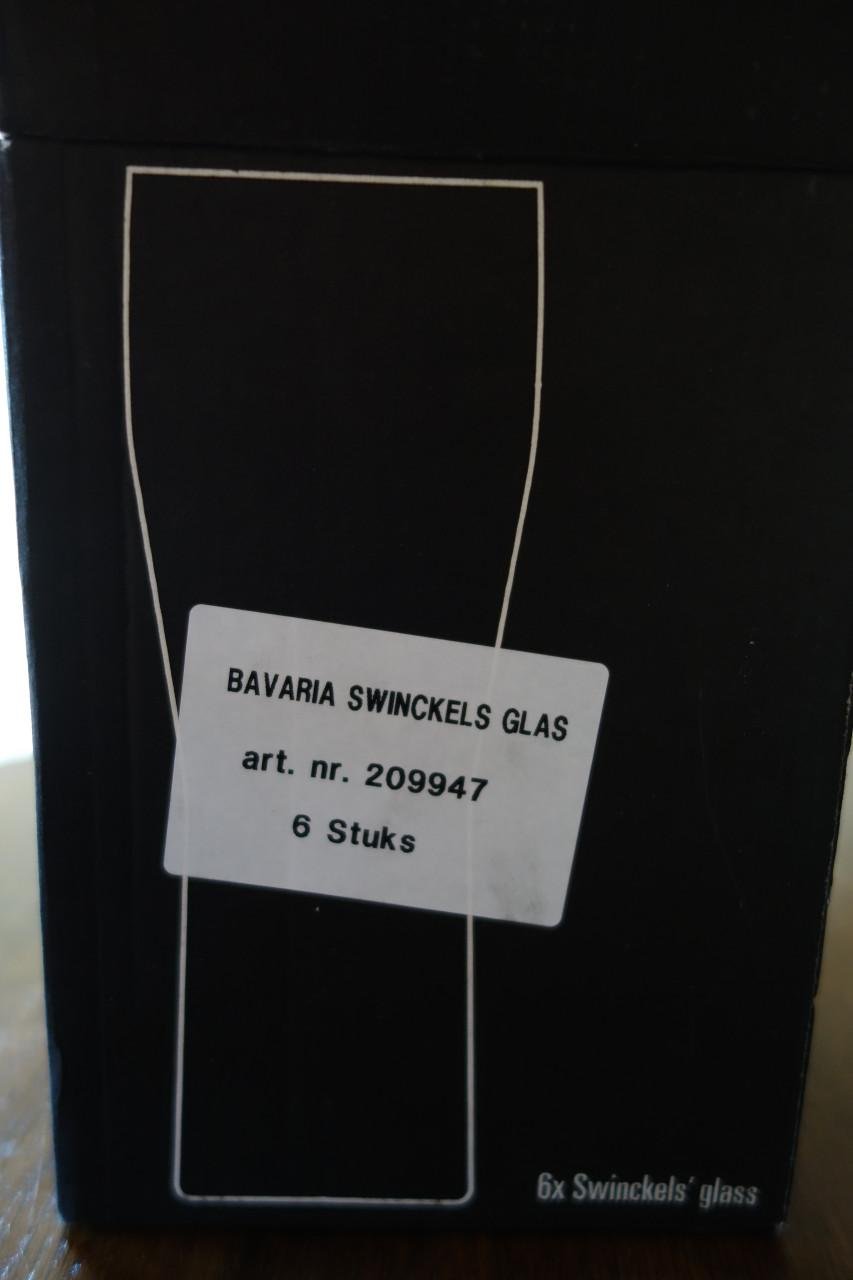 BAVARIA SWINCKELS GLAS
art. nr. 209947
6 Stuks
6x Swinckels' glass